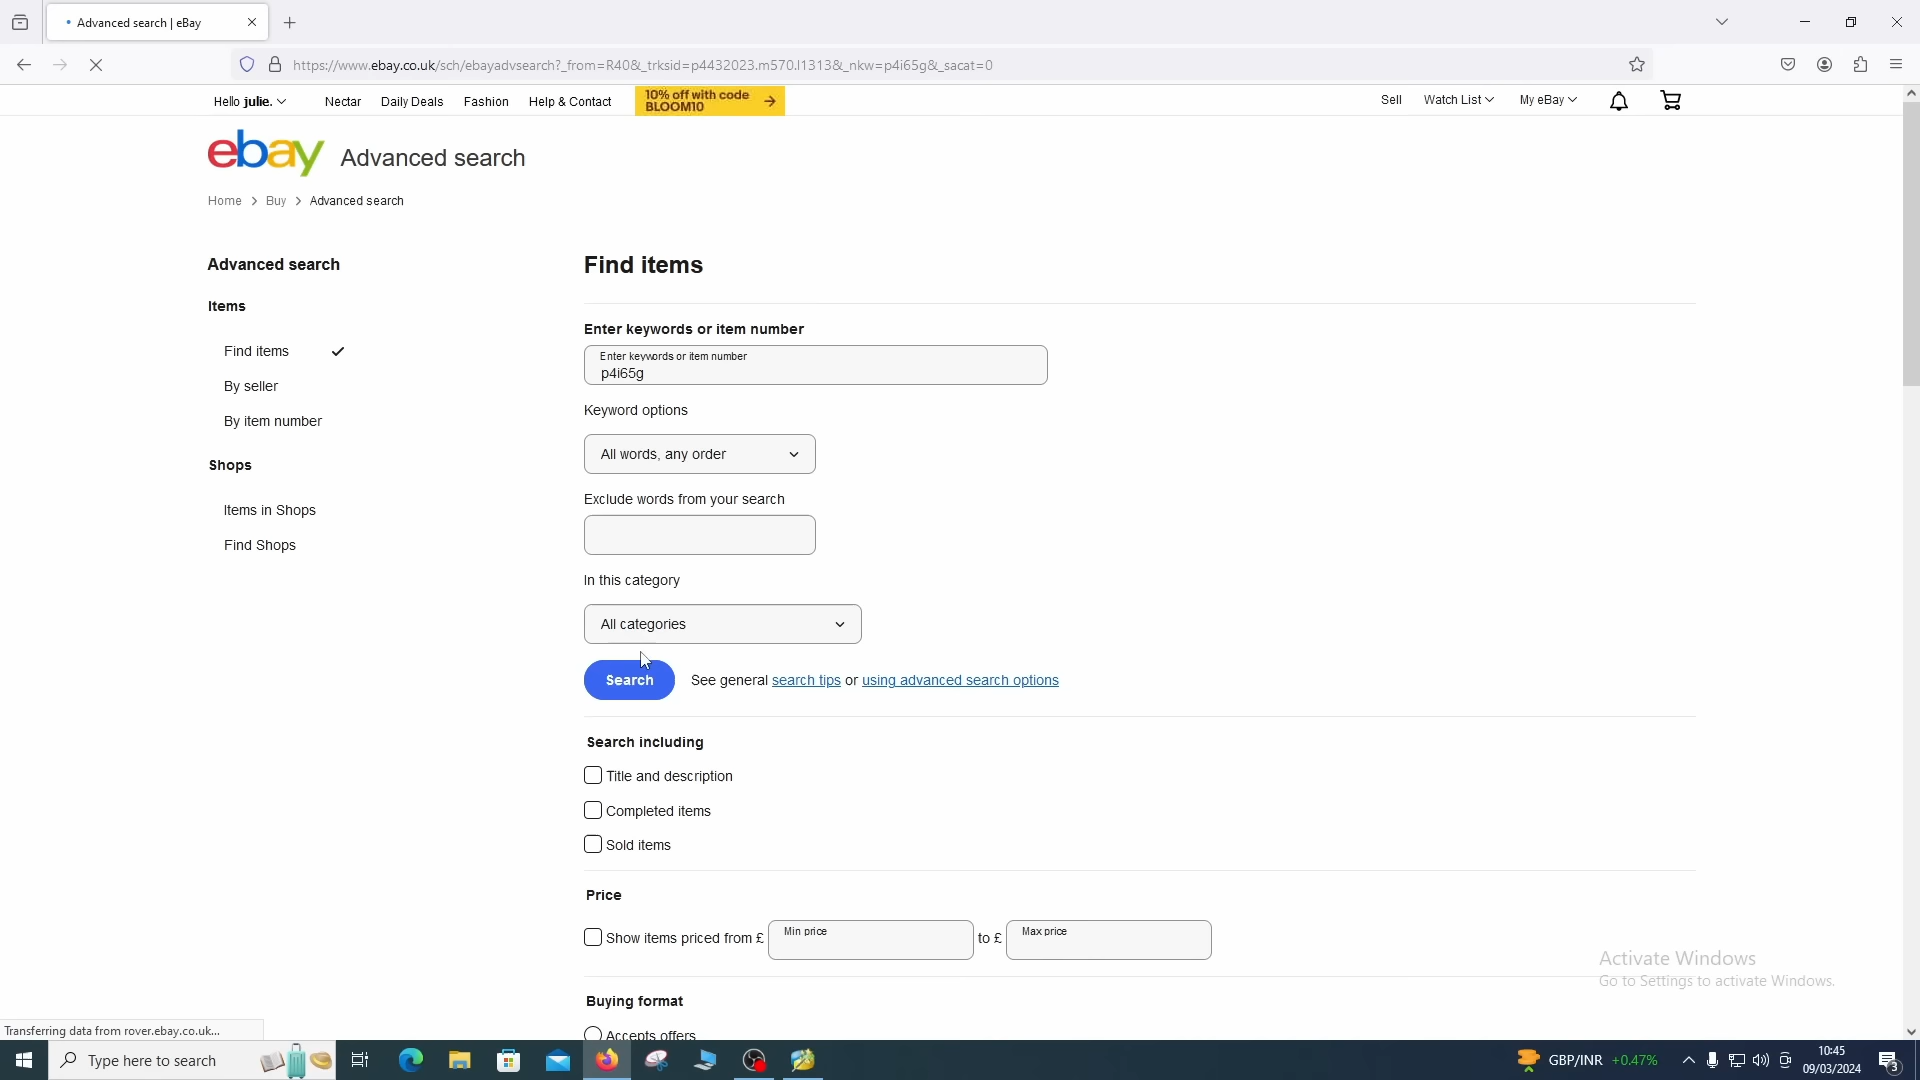 Advanced search | eBay
https://www.ebay.co.uk/sch/ebayadvsearch?_from=R40&_trksid=p4432023.m570.l1313&_nkw=p4i65g&_sacat=0
Hello julie.
Nectar
Daily Deals
Fashion
Help & Contact
10% off with code
BLOOM10
Sell
Watch List
My eBay
ebay
Advanced search
Home
Buy
Advanced search
Advanced search
Items
Find items
By seller
By item number
Shops
Items in Shops
Find Shops
Find items
Enter keywords or item number
Enter keywords or item number
p4i65g
Keyword options
All words, any order
Exclude words from your search
In this category
All categories
Search
See general search tips or using advanced search options
Search including
Title and description
Completed items
Sold items
Price
Show items priced from £
Min price
to £
Max price
Buying format
Accepts offers
Activate Windows
Go to Settings to activate Windows.
Transferring data from rover.ebay.co.uk...
Type here to search
GBP/INR +0.47%
10:45
09/03/2024
3